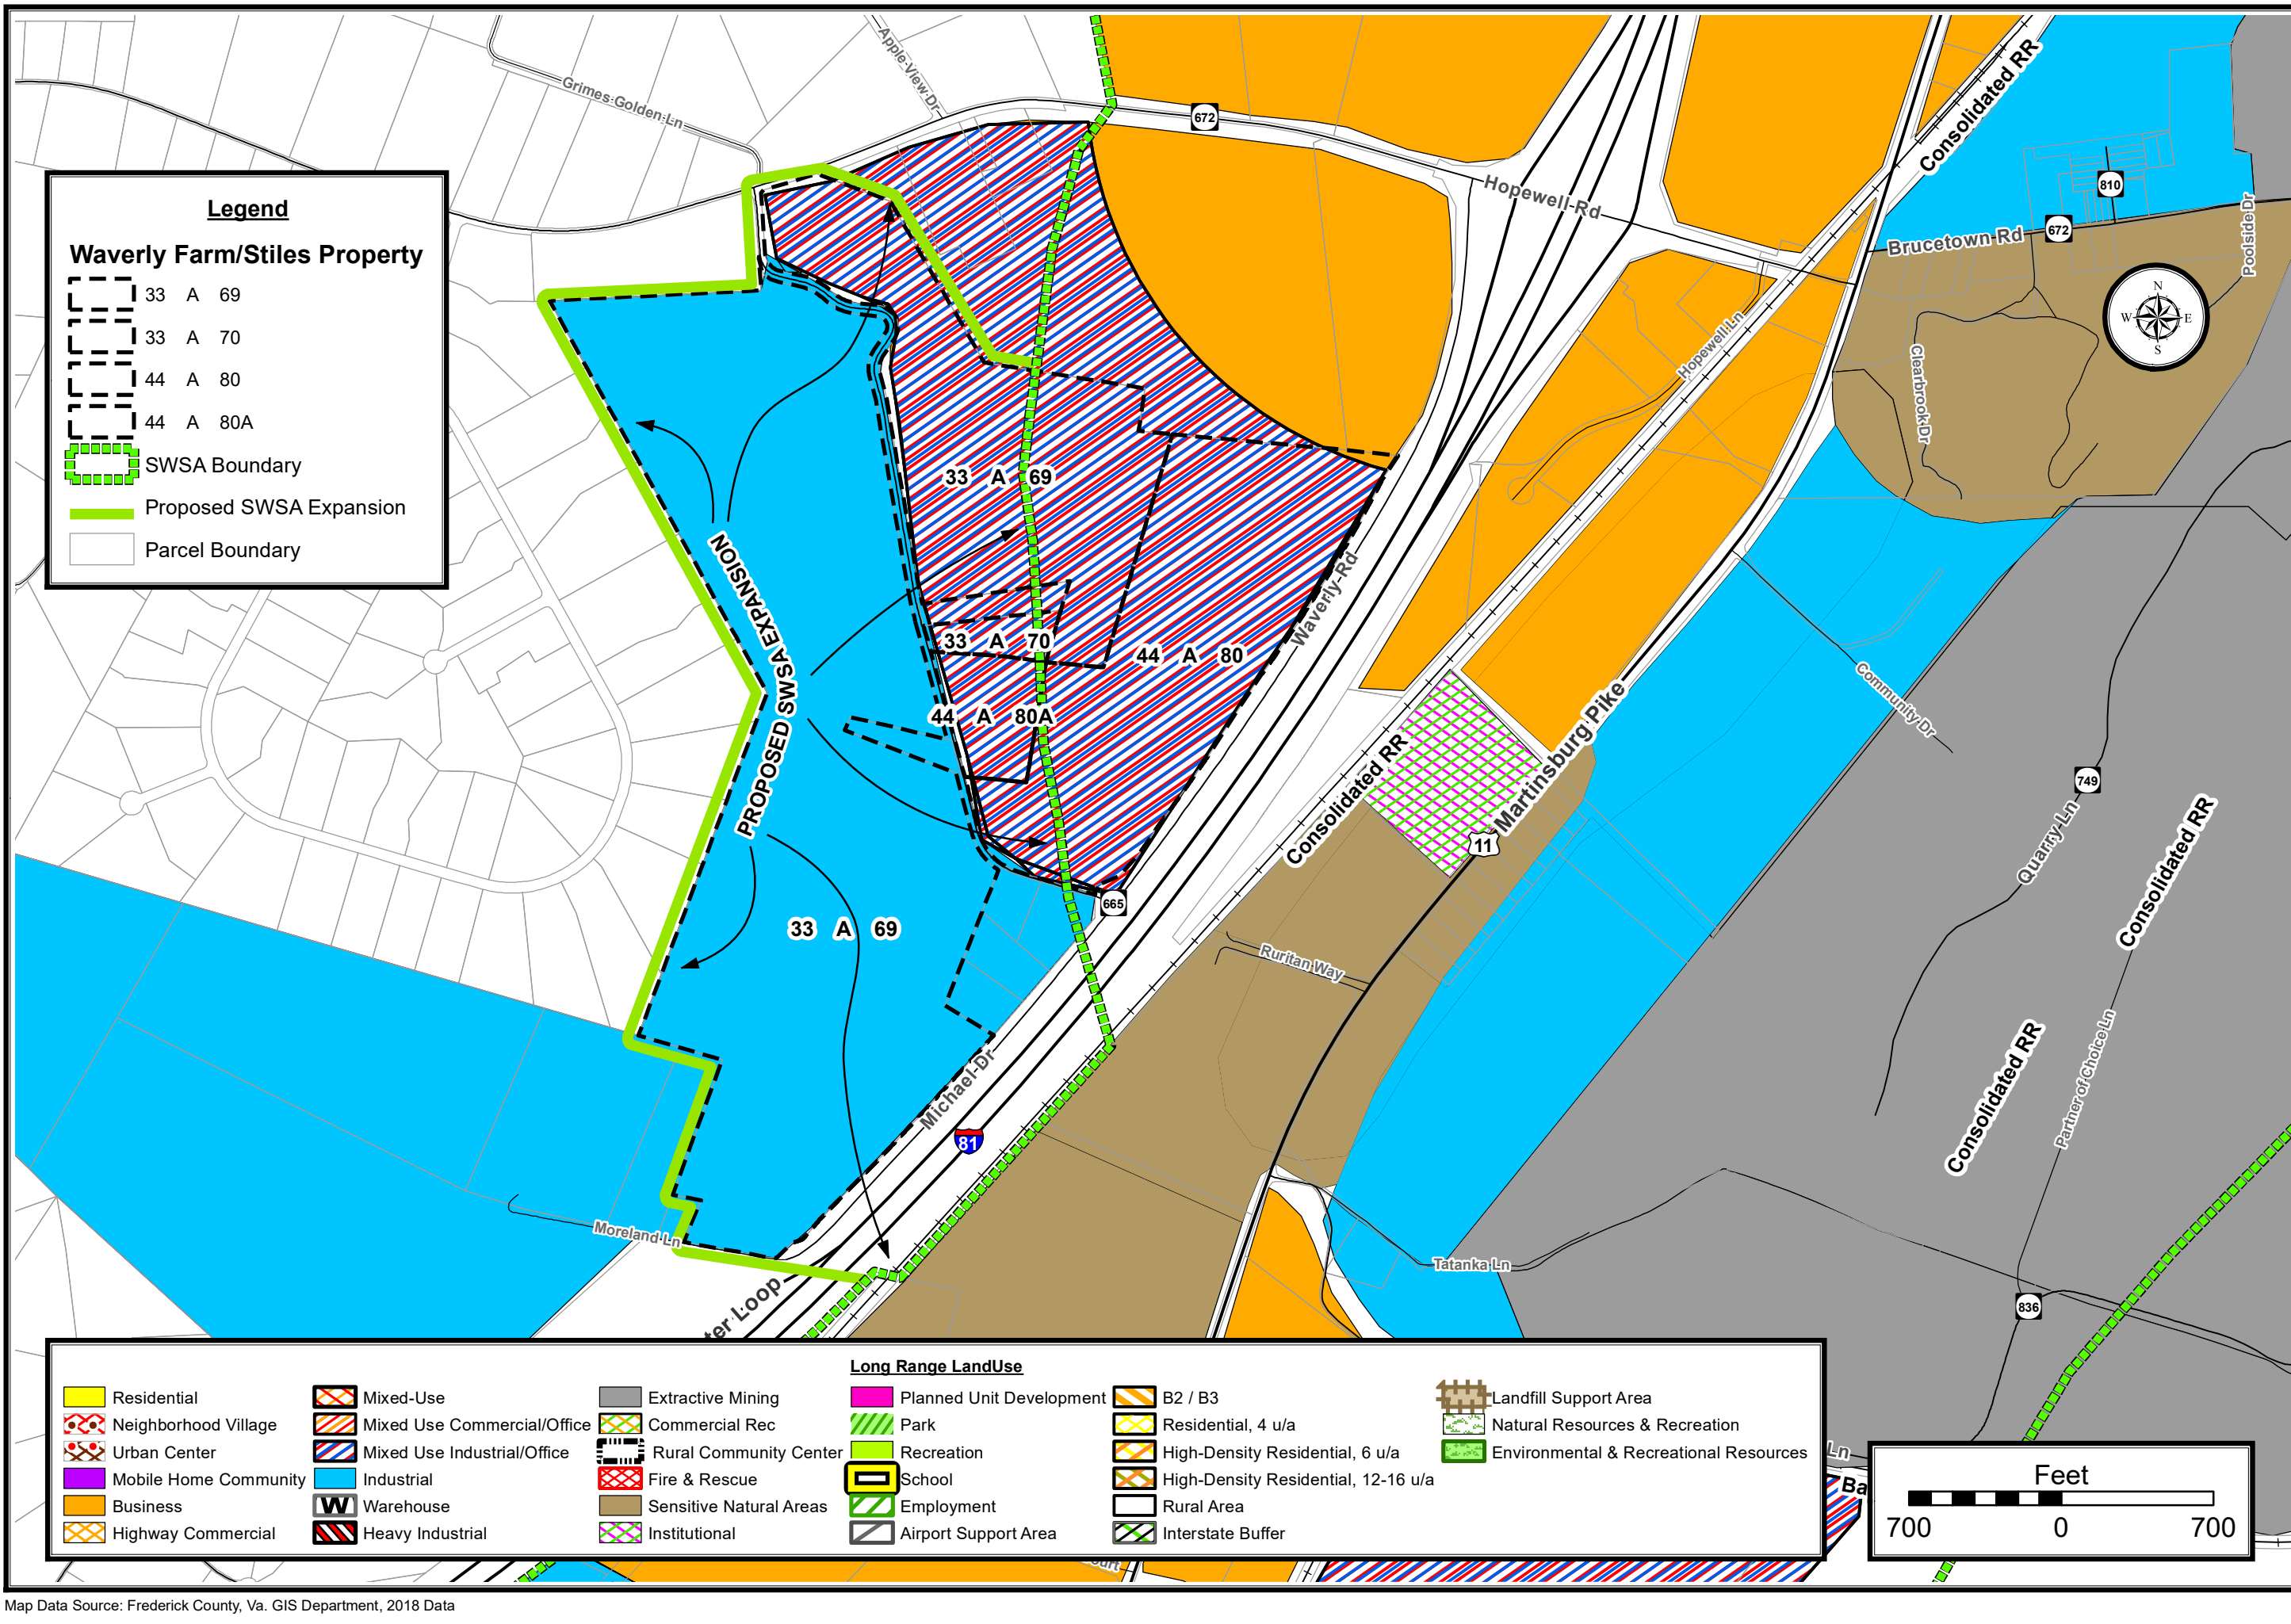 Grimes Golden Ln
Apple View Dr
672
Hopewell Rd
Consolidated RR
810
672
Brucetown Rd
Poolside Dr
N
W E
S
Legend
Waverly Farm/Stiles Property
33 A 69
33 A 70
44 A 80
44 A 80A
SWSA Boundary
Proposed SWSA Expansion
Parcel Boundary
Hopewell Ln
Clearbrook Dr
33 A 69
PROPOSED SWSA EXPANSION
Waverly Rd
33 A 70
44 A 80
44 A 80A
Community Dr
Martinsburg Pike
Consolidated RR
11
749
Quarry Ln
Consolidated RR
665
33 A 69
Ruritan Way
Michael Dr
81
Consolidated RR
Partner of Choice Ln
Moreland Ln
Tatanka Ln
836
ter Loop
Long Range LandUse
Residential
Neighborhood Village
Urban Center
Mobile Home Community
Business
Highway Commercial
Mixed-Use
Mixed Use Commercial/Office
Mixed Use Industrial/Office
Industrial
W Warehouse
Heavy Industrial
Extractive Mining
Commercial Rec
Rural Community Center
Fire & Rescue
Sensitive Natural Areas
Institutional
Planned Unit Development
Park
Recreation
School
Employment
Airport Support Area
B2 / B3
Residential, 4 u/a
High-Density Residential, 6 u/a
High-Density Residential, 12-16 u/a
Rural Area
Interstate Buffer
Landfill Support Area
Natural Resources & Recreation
Environmental & Recreational Resources
Ln
Ba
Feet
700 0 700
Map Data Source: Frederick County, Va. GIS Department, 2018 Data